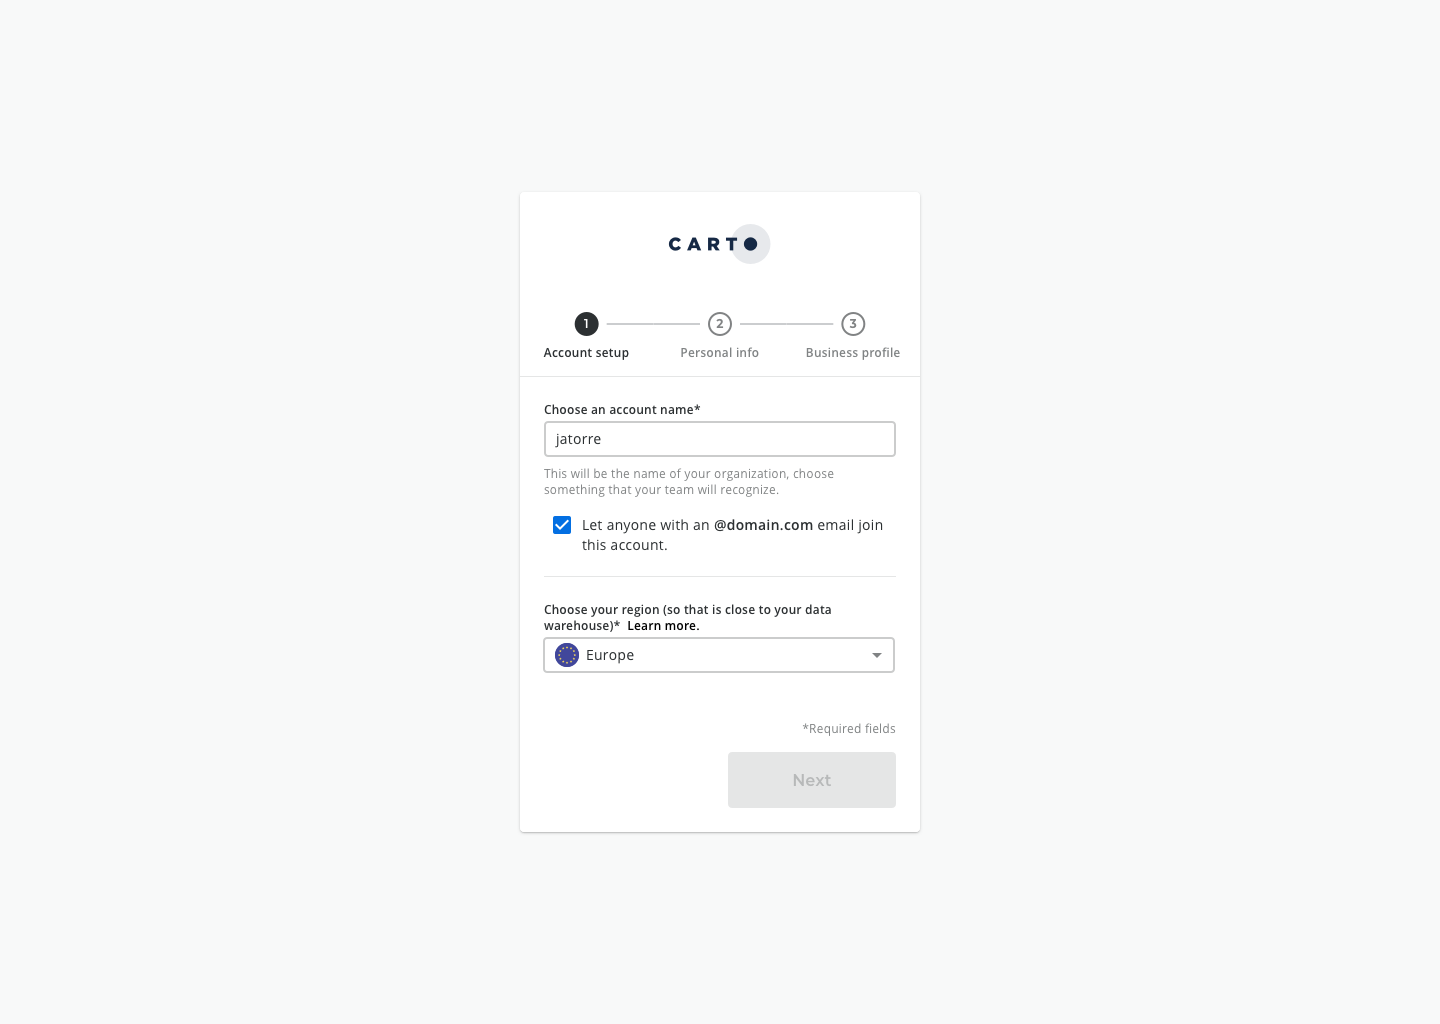 CARTO
1 2 3
Account setup Personal info Business profile
Choose an account name*
jatorre
This will be the name of your organization, choose
something that your team will recognize.
Let anyone with an @domain.com email join
this account.
Choose your region (so that is close to your data
warehouse)* Learn more.
Europe
*Required fields
Next